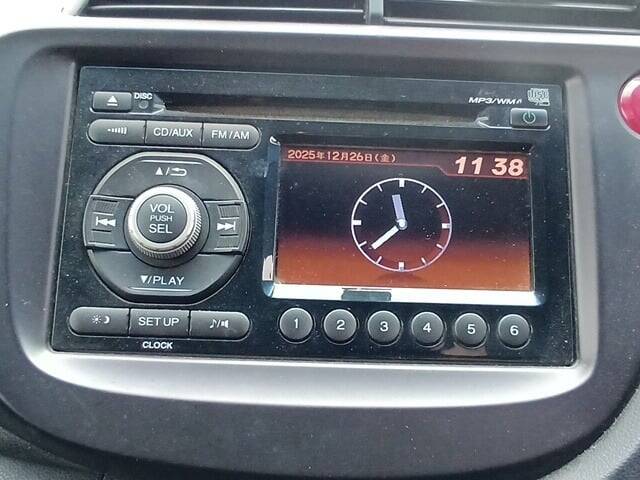 DISC
MP3/WMA
CD/AUX
FM/AM
2025年12月26日(金)
11 38
VOL
PUSH
SEL
▼/PLAY
SET UP
CLOCK
1
2
3
4
5
6